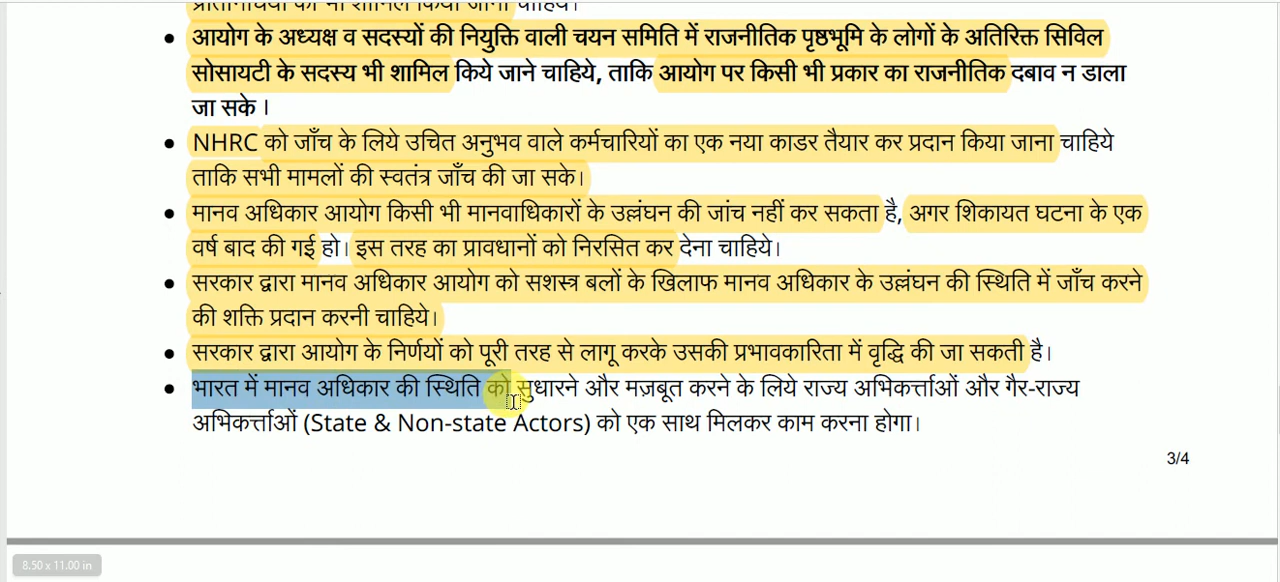 प्रतिनिधियों को भी शामिल किया जाना चाहिये।
• आयोग के अध्यक्ष व सदस्यों की नियुक्ति वाली चयन समिति में राजनीतिक पृष्ठभूमि के लोगों के अतिरिक्त सिविल
सोसायटी के सदस्य भी शामिल किये जाने चाहिये, ताकि आयोग पर किसी भी प्रकार का राजनीतिक दबाव न डाला
जा सके ।
• NHRC को जाँच के लिये उचित अनुभव वाले कर्मचारियों का एक नया काडर तैयार कर प्रदान किया जाना चाहिये
ताकि सभी मामलों की स्वतंत्र जाँच की जा सके।
• मानव अधिकार आयोग किसी भी मानवाधिकारों के उल्लंघन की जांच नहीं कर सकता है, अगर शिकायत घटना के एक
वर्ष बाद की गई हो। इस तरह का प्रावधानों को निरसित कर देना चाहिये।
• सरकार द्वारा मानव अधिकार आयोग को सशस्त्र बलों के खिलाफ मानव अधिकार के उल्लंघन की स्थिति में जाँच करने
की शक्ति प्रदान करनी चाहिये।
• सरकार द्वारा आयोग के निर्णयों को पूरी तरह से लागू करके उसकी प्रभावकारिता में वृद्धि की जा सकती है।
• भारत में मानव अधिकार की स्थिति को सुधारने और मज़बूत करने के लिये राज्य अभिकर्त्ताओं और गैर-राज्य
अभिकर्त्ताओं (State & Non-state Actors) को एक साथ मिलकर काम करना होगा।
3/4
8.50 x 11.00 in